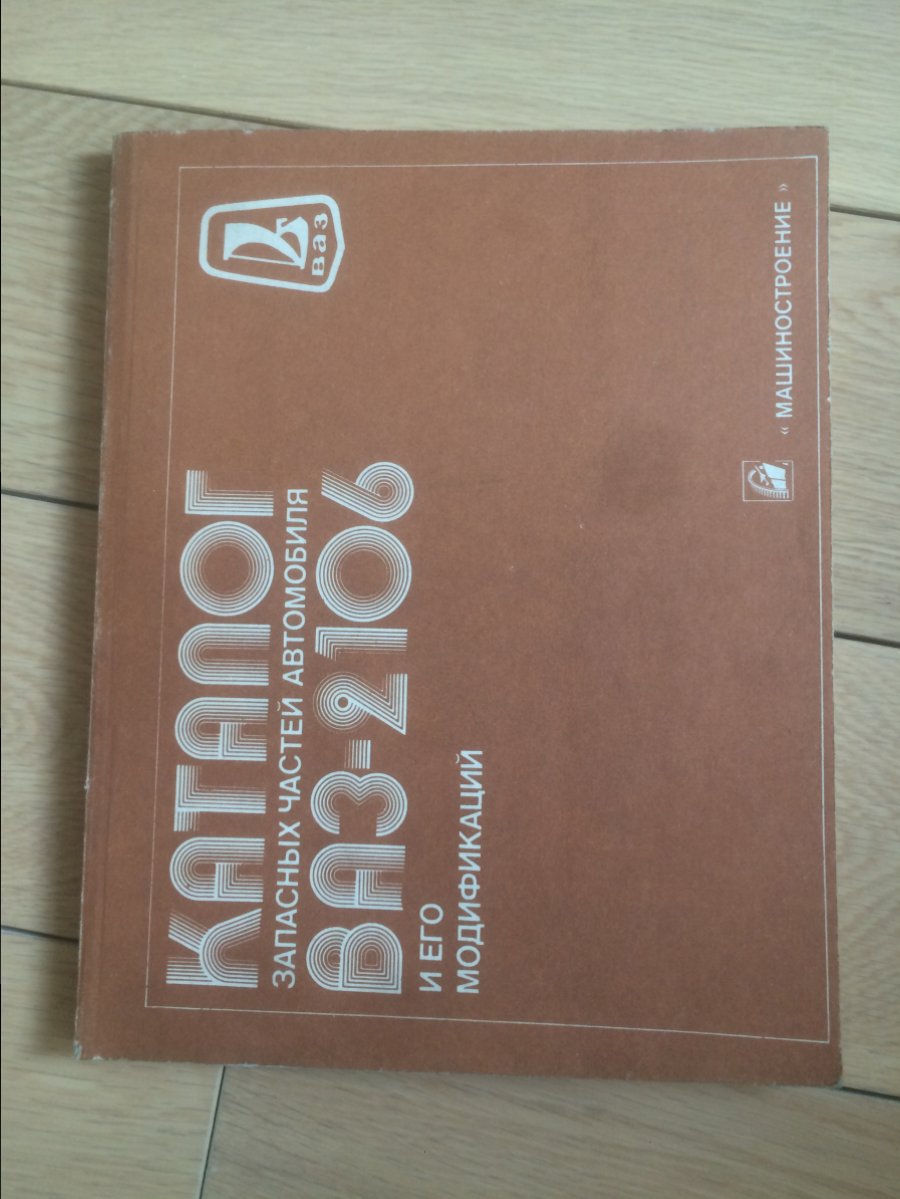 ВАЗ
КАТАЛОГ
ЗАПАСНЫХ ЧАСТЕЙ АВТОМОБИЛЯ
ВАЗ-2106
И ЕГО
МОДИФИКАЦИЙ
« МАШИНОСТРОЕНИЕ »